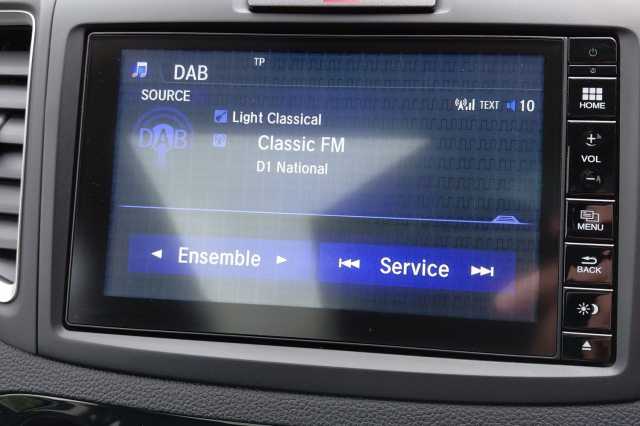 DAB
TP
SOURCE
TEXT 10
Light Classical
DAB
Classic FM
D1 National
Ensemble
Service
HOME
+
VOL
-
MENU
BACK